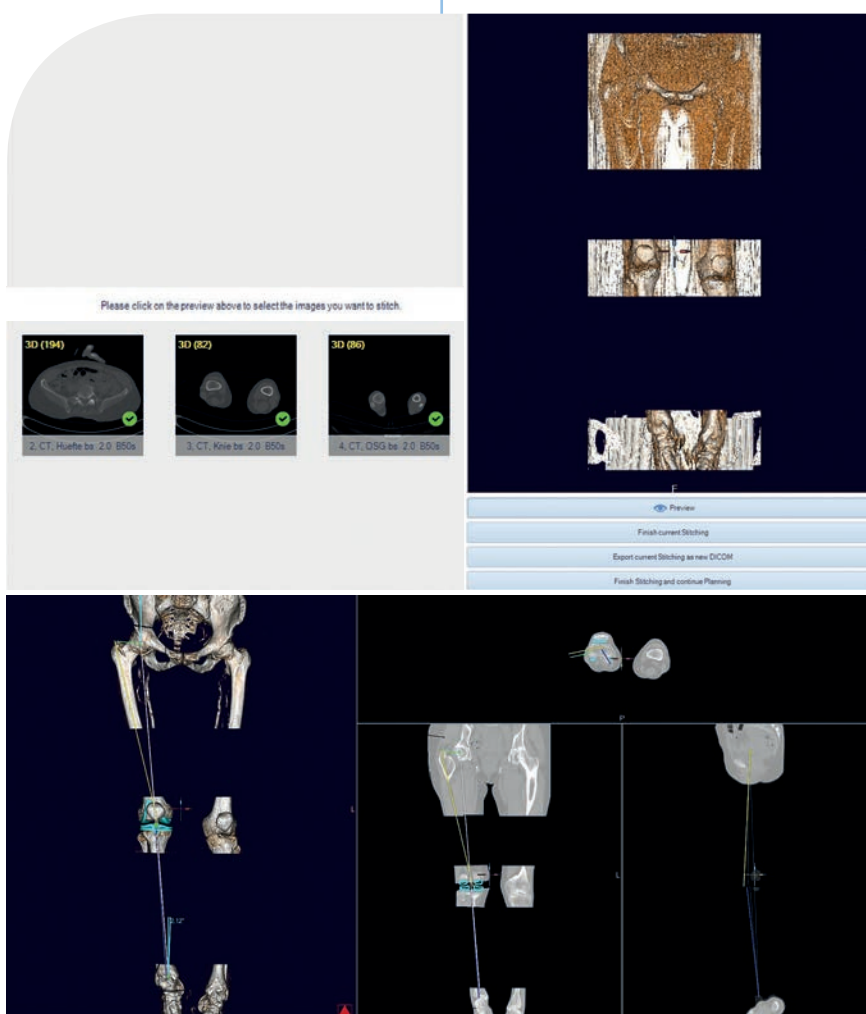 Please click on the preview above to select the images you want to stitch.
3D (194)
3D (82)
3D (86)
2, CT, Huefte bs 2.0 B50s
3, CT, Knie bs 2.0 B50s
4, CT, OSG bs 2.0 B50s
F
Preview
Finish current Stitching
Export current Stitching as new DICOM
Finish Stitching and continue Planning
P
L
L
2.12°